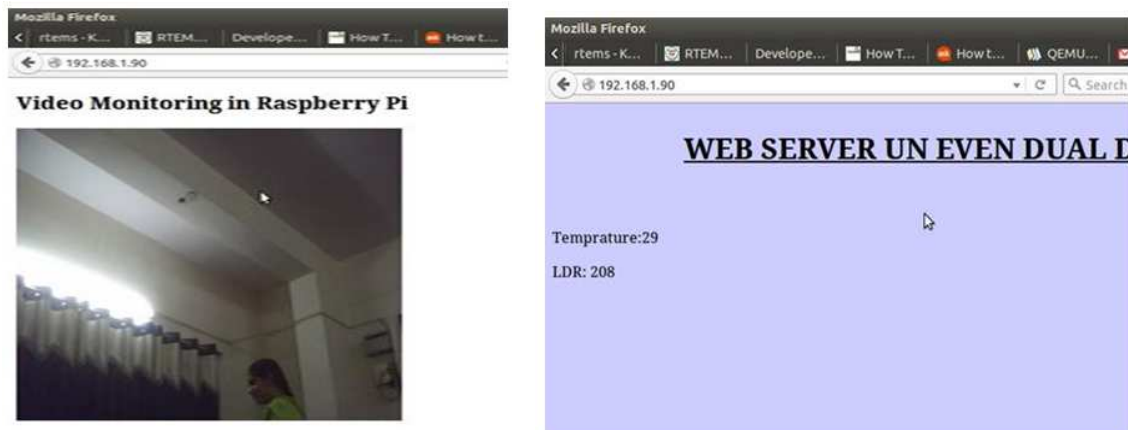 Mozilla Firefox
rtems - K... RTEM... Develope... How T... How t...
192.168.1.90
Video Monitoring in Raspberry Pi
Mozilla Firefox
rtems - K... RTEM... Develope... How T... How t... QEMU...
192.168.1.90 Search
WEB SERVER UN EVEN DUAL D
Temprature:29
LDR: 208